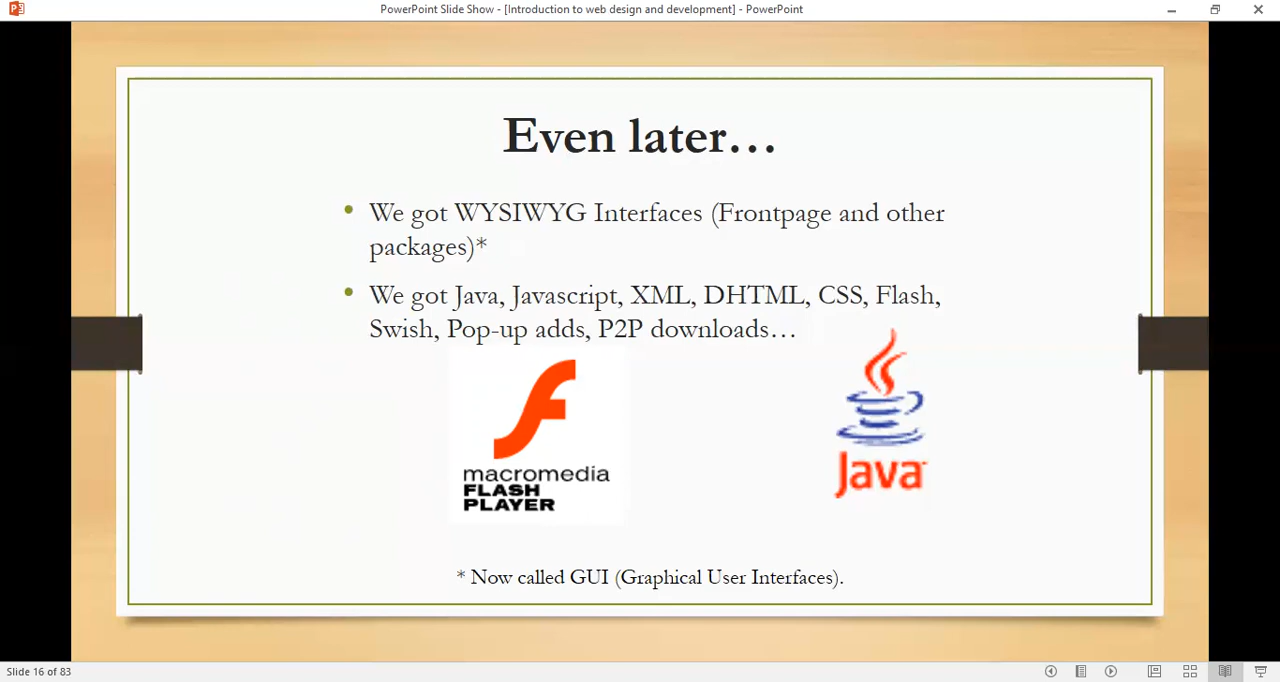 PowerPoint Slide Show - [Introduction to web design and development] - PowerPoint
Even later…
• We got WYSIWYG Interfaces (Frontpage and other
packages)*
• We got Java, Javascript, XML, DHTML, CSS, Flash,
Swish, Pop-up adds, P2P downloads…
macromedia
FLASH
PLAYER
Java
* Now called GUI (Graphical User Interfaces).
Slide 16 of 83